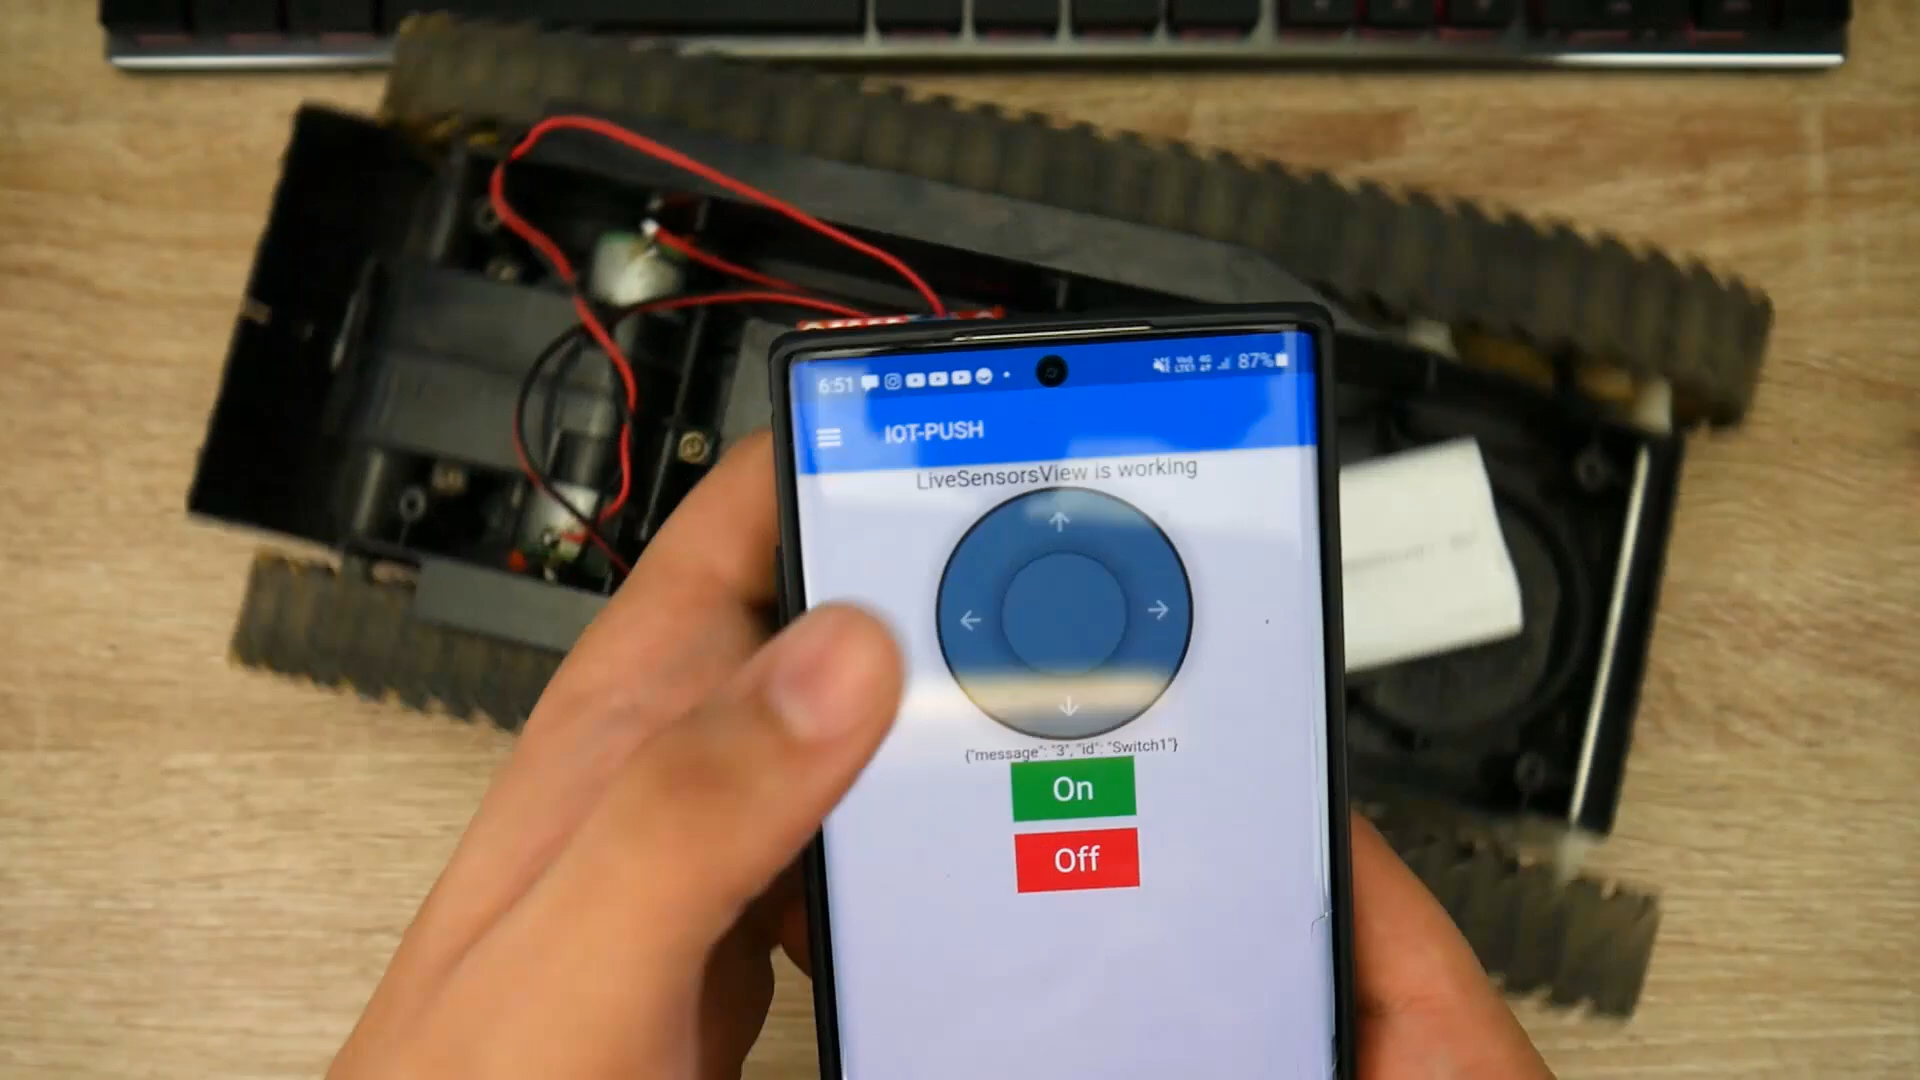 6:51 87%
IOT-PUSH
LiveSensorsView is working
{"message": "3", "id": "Switch1"}
On
Off